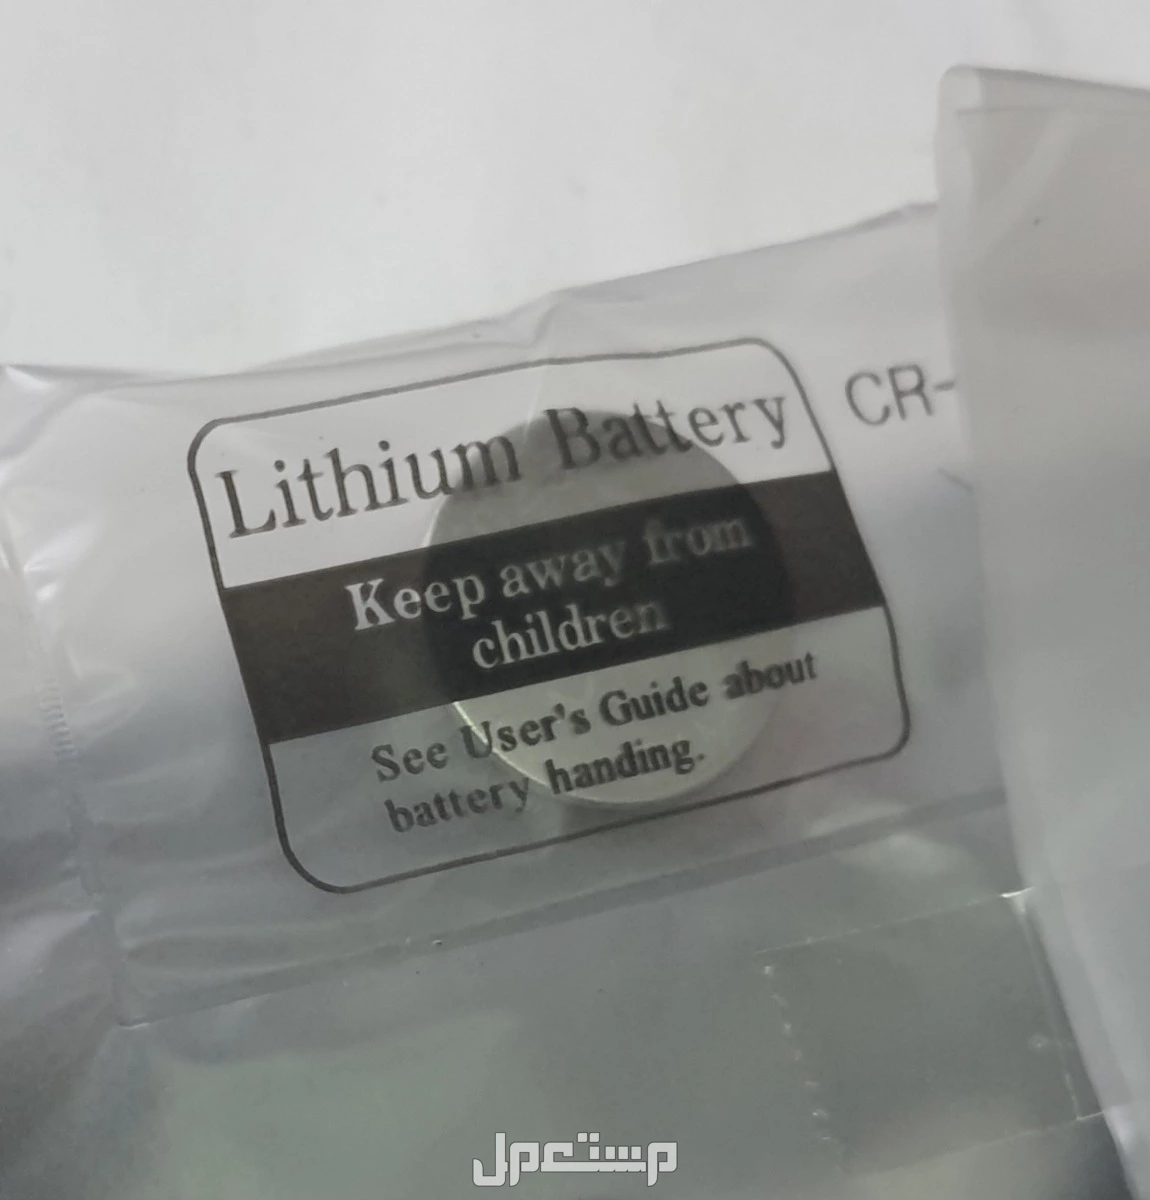 Lithium Battery
CR-
Keep away from
children
See User's Guide about
battery handing.
مستعمل